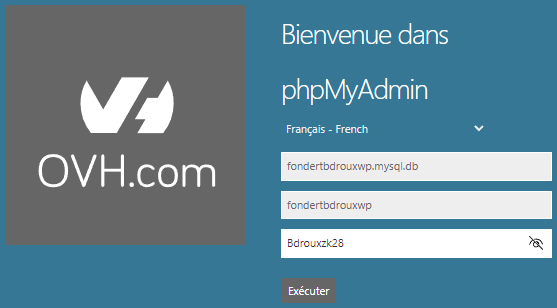 OVH.com
Bienvenue dans
phpMyAdmin
Français - French
fondertbdrouxwp.mysql.db
fondertbdrouxwp
Bdrouxzk28
Exécuter